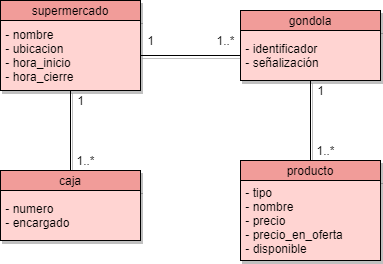 supermercado
- nombre
- ubicacion
- hora_inicio
- hora_cierre
1
1..*
gondola
- identificador
- señalización
1
1..*
1
1..*
caja
- numero
- encargado
producto
- tipo
- nombre
- precio
- precio_en_oferta
- disponible